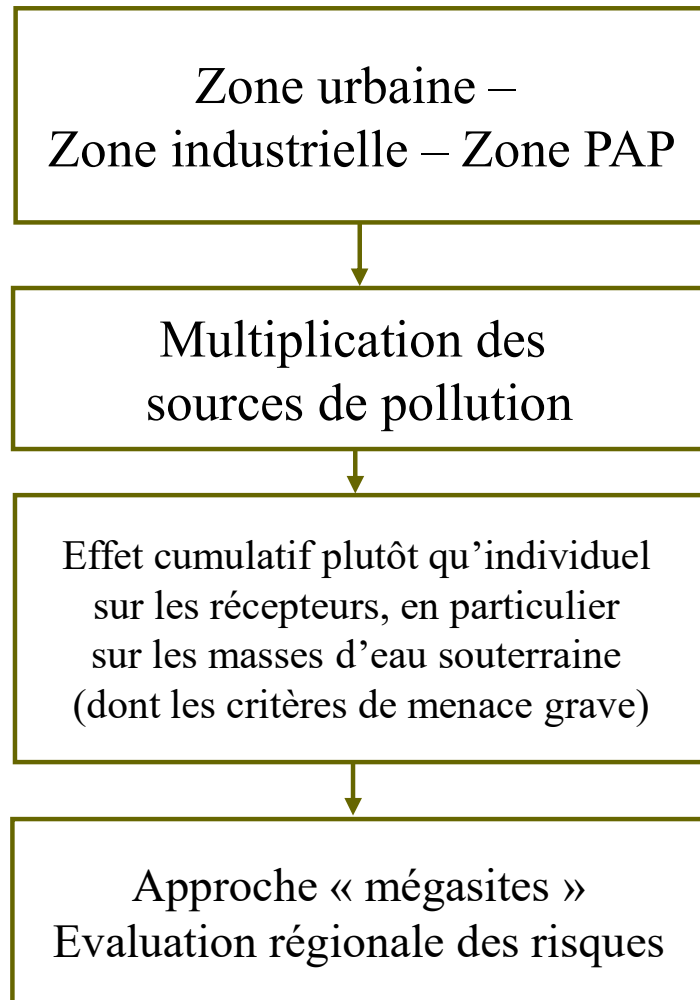 Zone urbaine –
Zone industrielle – Zone PAP
Multiplication des
sources de pollution
Effet cumulatif plutôt qu’individuel
sur les récepteurs, en particulier
sur les masses d’eau souterraine
(dont les critères de menace grave)
Approche « mégasites »
Evaluation régionale des risques